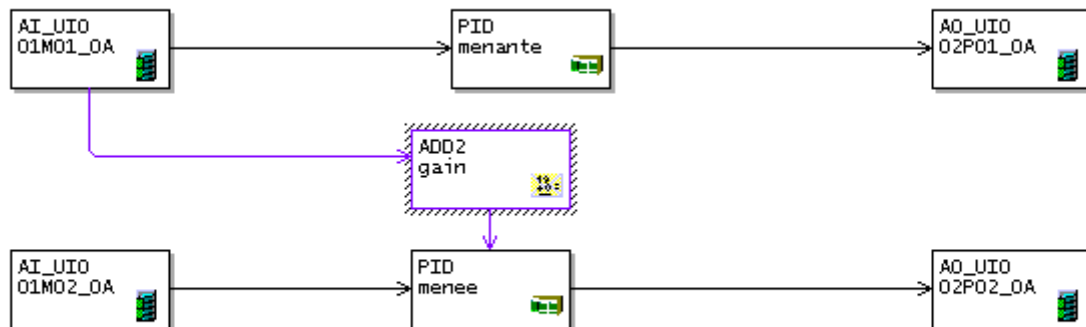 AI_UIO
01M01_0A
PID
menante
AO_UIO
02P01_0A
ADD2
gain
AI_UIO
01M02_0A
PID
menee
AO_UIO
02P02_0A